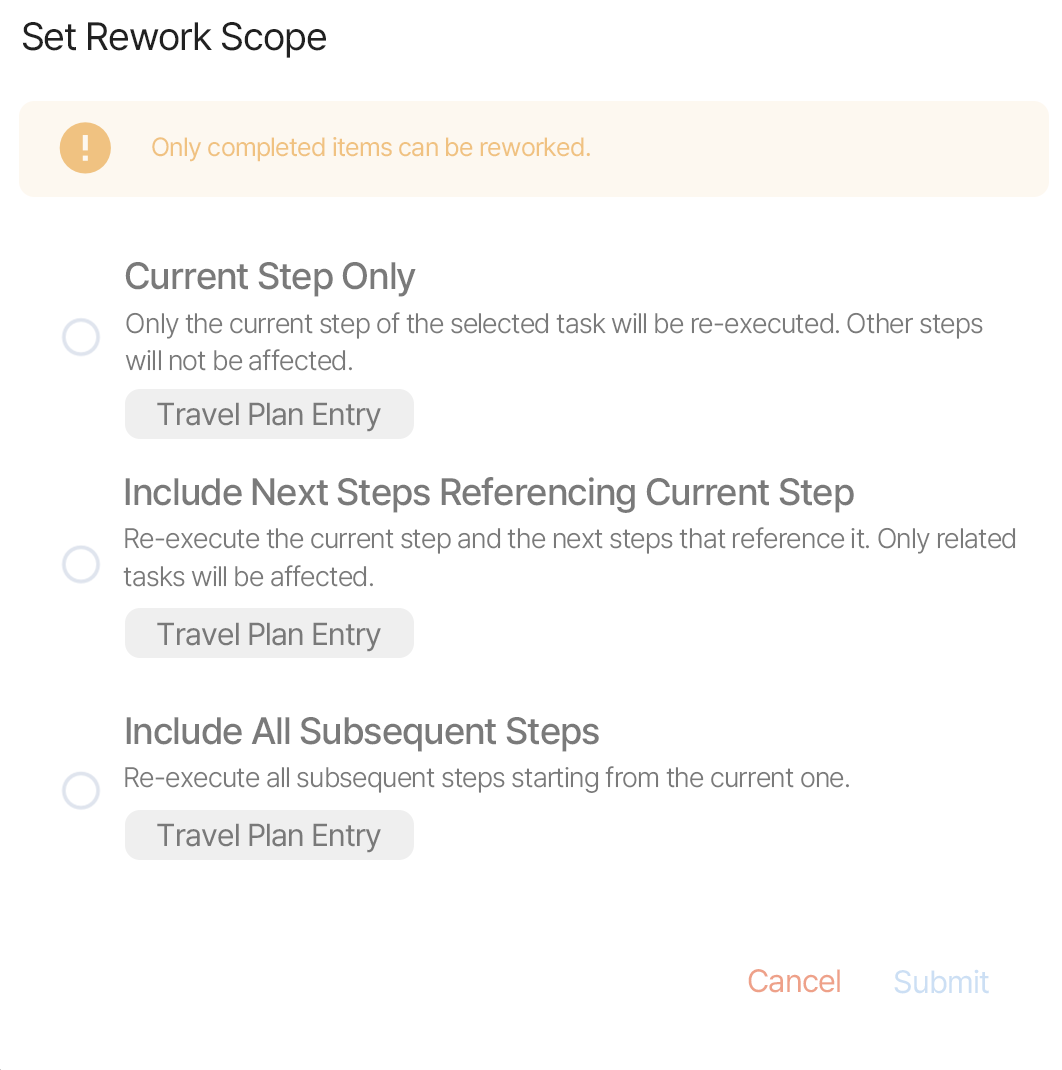 Set Rework Scope
!
Only completed items can be reworked.
Current Step Only
Only the current step of the selected task will be re-executed. Other steps
will not be affected.
Travel Plan Entry
Include Next Steps Referencing Current Step
Re-execute the current step and the next steps that reference it. Only related
tasks will be affected.
Travel Plan Entry
Include All Subsequent Steps
Re-execute all subsequent steps starting from the current one.
Travel Plan Entry
Cancel Submit